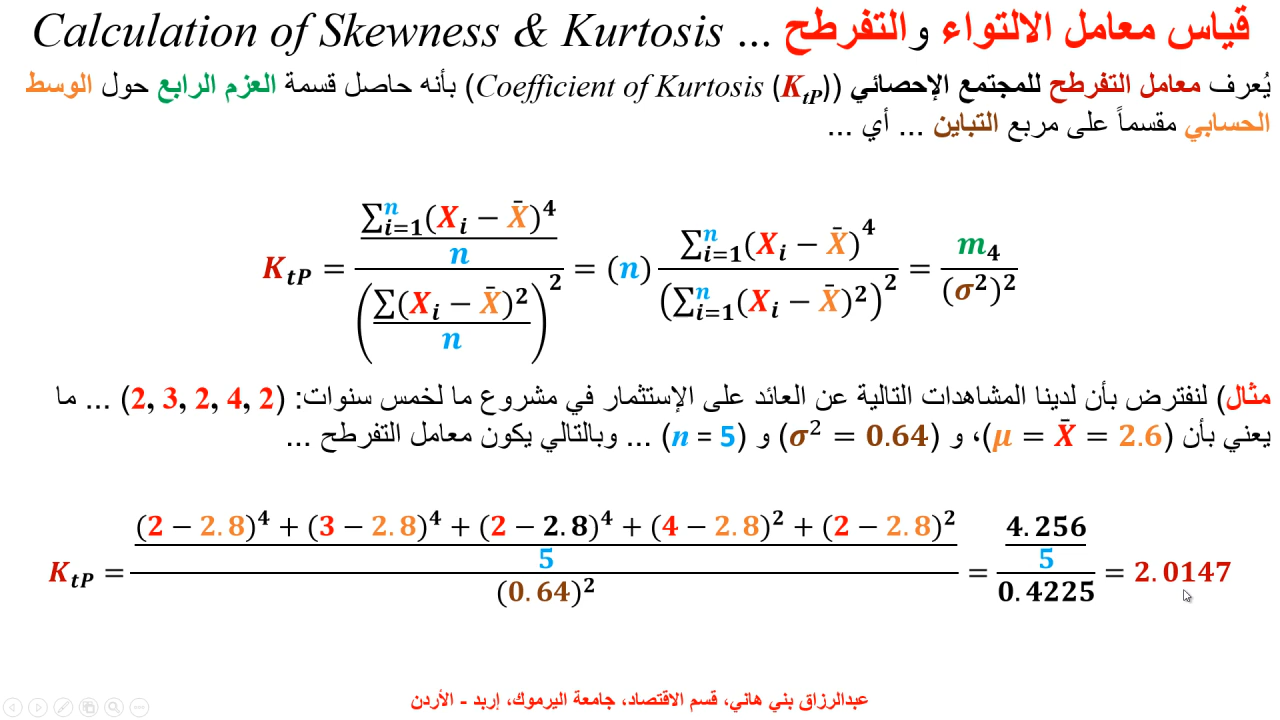 قياس معامل الالتواء والتفرطح ... Calculation of Skewness & Kurtosis
يُعرف معامل التفرطح للمجتمع الإحصائي ((Coefficient of Kurtosis (K_tP) بأنه حاصل قسمة العزم الرابع حول الوسط
الحسابي مقسماً على مربع التباين ... أي ...
K_tP = (∑_{i=1}^{n}(X_i − X̄)^4 / n) / (∑(X_i − X̄)^2 / n)^2 = (n) ∑_{i=1}^{n}(X_i − X̄)^4 / (∑_{i=1}^{n}(X_i − X̄)^2)^2 = m_4 / (σ^2)^2
مثال) لنفترض بأن لدينا المشاهدات التالية عن العائد على الإستثمار في مشروع ما لخمس سنوات: (2, 3, 2, 4, 2) ... ما
يعني بأن (μ = X̄ = 2.6)، و (σ^2 = 0.64) و (n = 5) ... وبالتالي يكون معامل التفرطح ...
K_tP = (((2 − 2.8)^4 + (3 − 2.8)^4 + (2 − 2.8)^4 + (4 − 2.8)^2 + (2 − 2.8)^2) / 5) / (0.64)^2 = (4.256 / 5) / 0.4225 = 2.0147
عبدالرزاق بني هاني، قسم الاقتصاد، جامعة اليرموك، إربد - الأردن